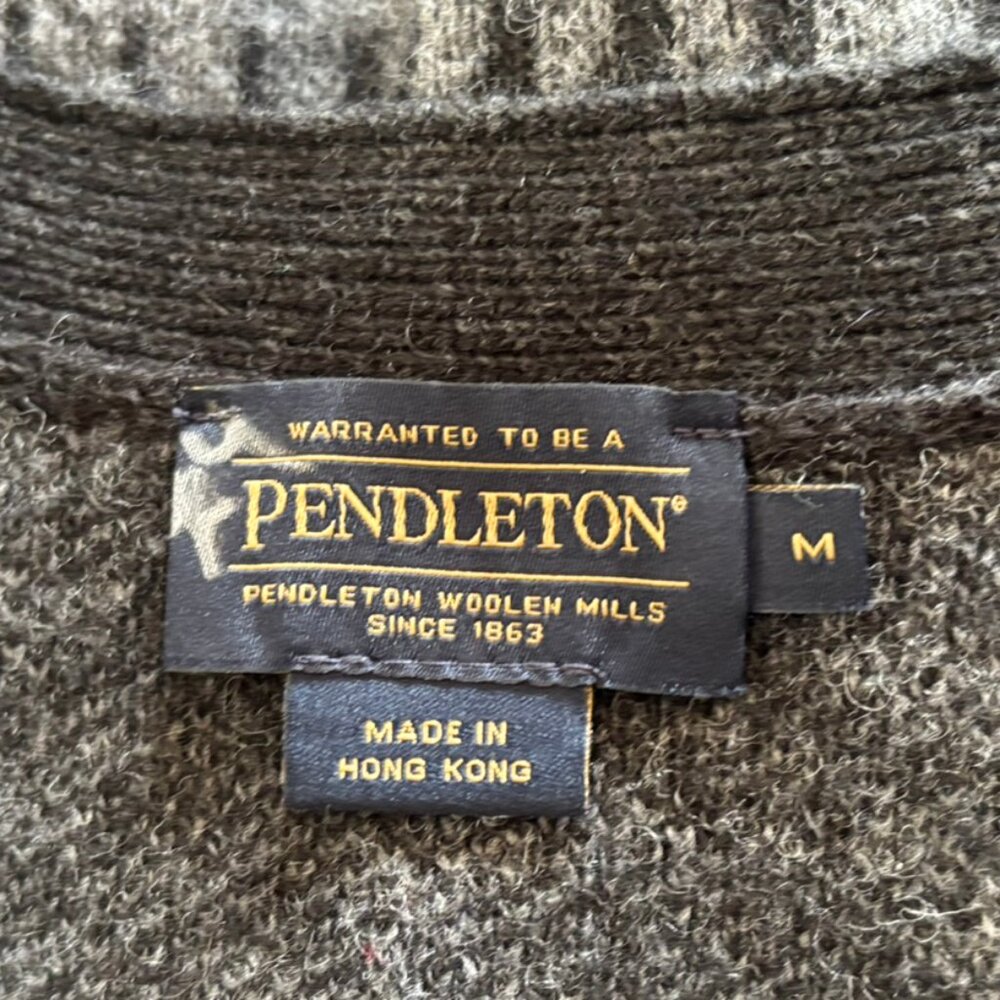 WARRANTED TO BE A
PENDLETON®
M
PENDLETON WOOLEN MILLS
SINCE 1863
MADE IN
HONG KONG